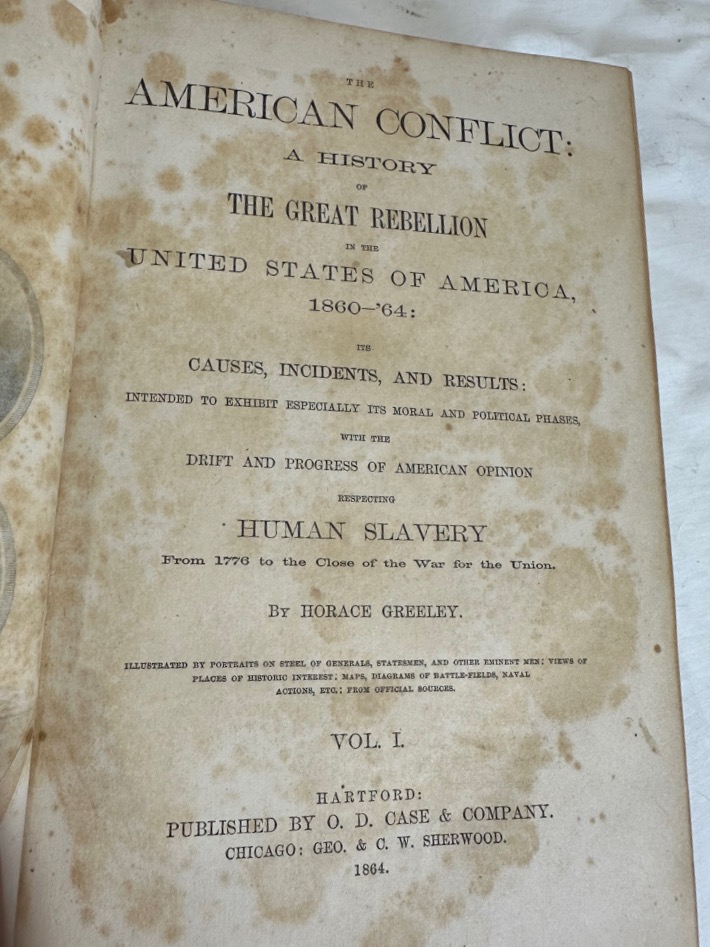 THE
AMERICAN CONFLICT:
A HISTORY
OF
THE GREAT REBELLION
IN THE
UNITED STATES OF AMERICA,
1860–'64:
ITS
CAUSES, INCIDENTS, AND RESULTS:
INTENDED TO EXHIBIT ESPECIALLY ITS MORAL AND POLITICAL PHASES,
WITH THE
DRIFT AND PROGRESS OF AMERICAN OPINION
RESPECTING
HUMAN SLAVERY
From 1776 to the Close of the War for the Union.
BY HORACE GREELEY.
ILLUSTRATED BY PORTRAITS ON STEEL OF GENERALS, STATESMEN, AND OTHER EMINENT MEN; VIEWS OF
PLACES OF HISTORIC INTEREST; MAPS, DIAGRAMS OF BATTLE-FIELDS, NAVAL
ACTIONS, ETC.; FROM OFFICIAL SOURCES.
VOL. I.
HARTFORD:
PUBLISHED BY O. D. CASE & COMPANY.
CHICAGO: GEO. & C. W. SHERWOOD.
1864.